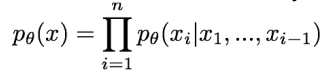 p_θ(x) = ∏_{i=1}^{n} p_θ(x_i|x_1, ..., x_{i−1})